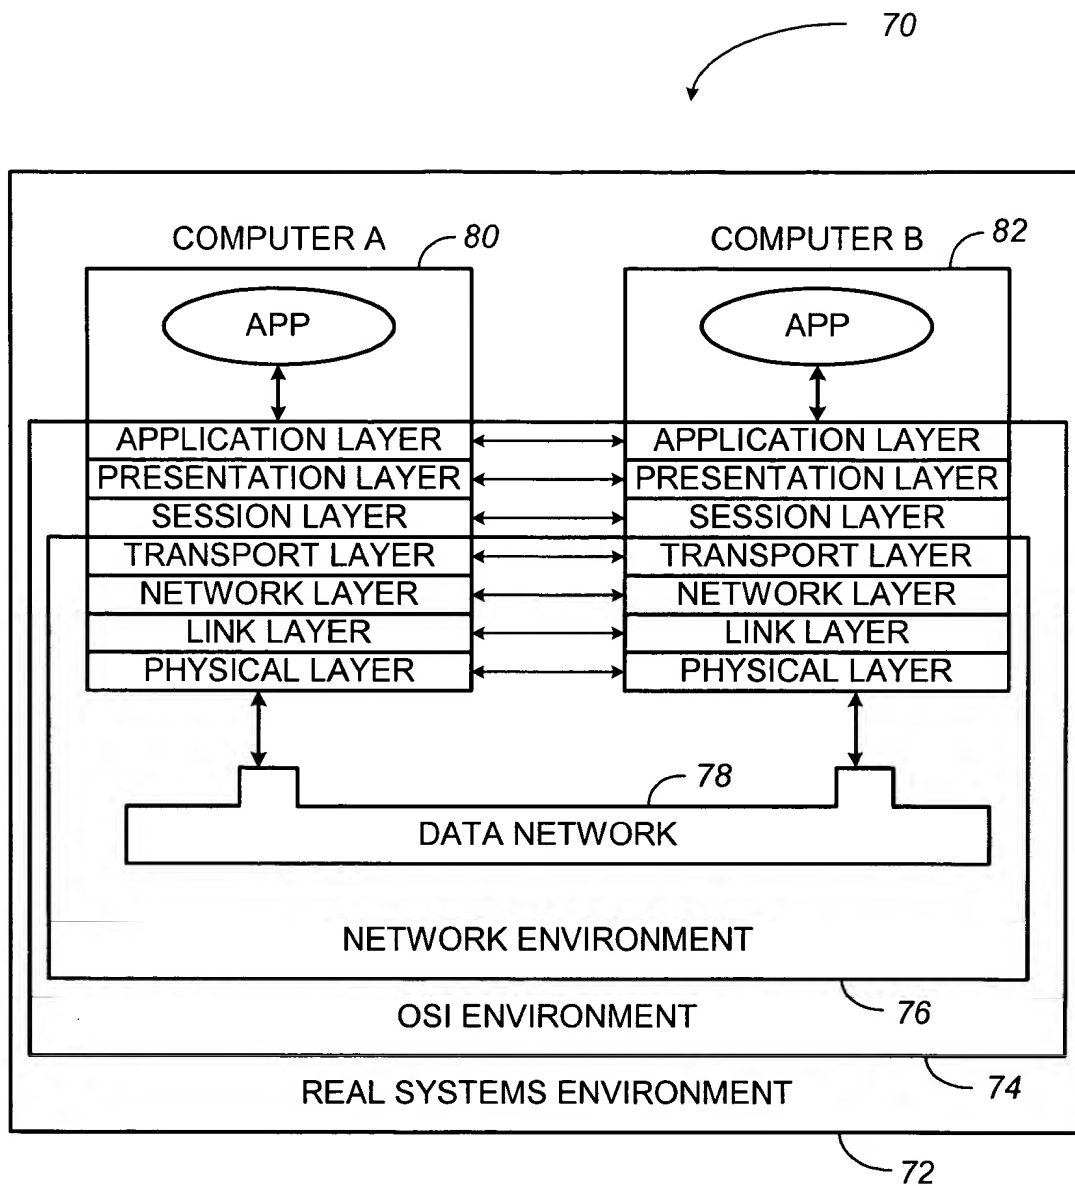 70
COMPUTER A 80 COMPUTER B 82
APP APP
APPLICATION LAYER APPLICATION LAYER
PRESENTATION LAYER PRESENTATION LAYER
SESSION LAYER SESSION LAYER
TRANSPORT LAYER TRANSPORT LAYER
NETWORK LAYER NETWORK LAYER
LINK LAYER LINK LAYER
PHYSICAL LAYER PHYSICAL LAYER
78
DATA NETWORK
NETWORK ENVIRONMENT
76
OSI ENVIRONMENT
74
REAL SYSTEMS ENVIRONMENT
72